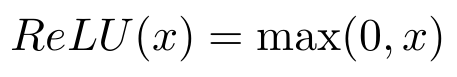 ReLU(x) = max(0, x)